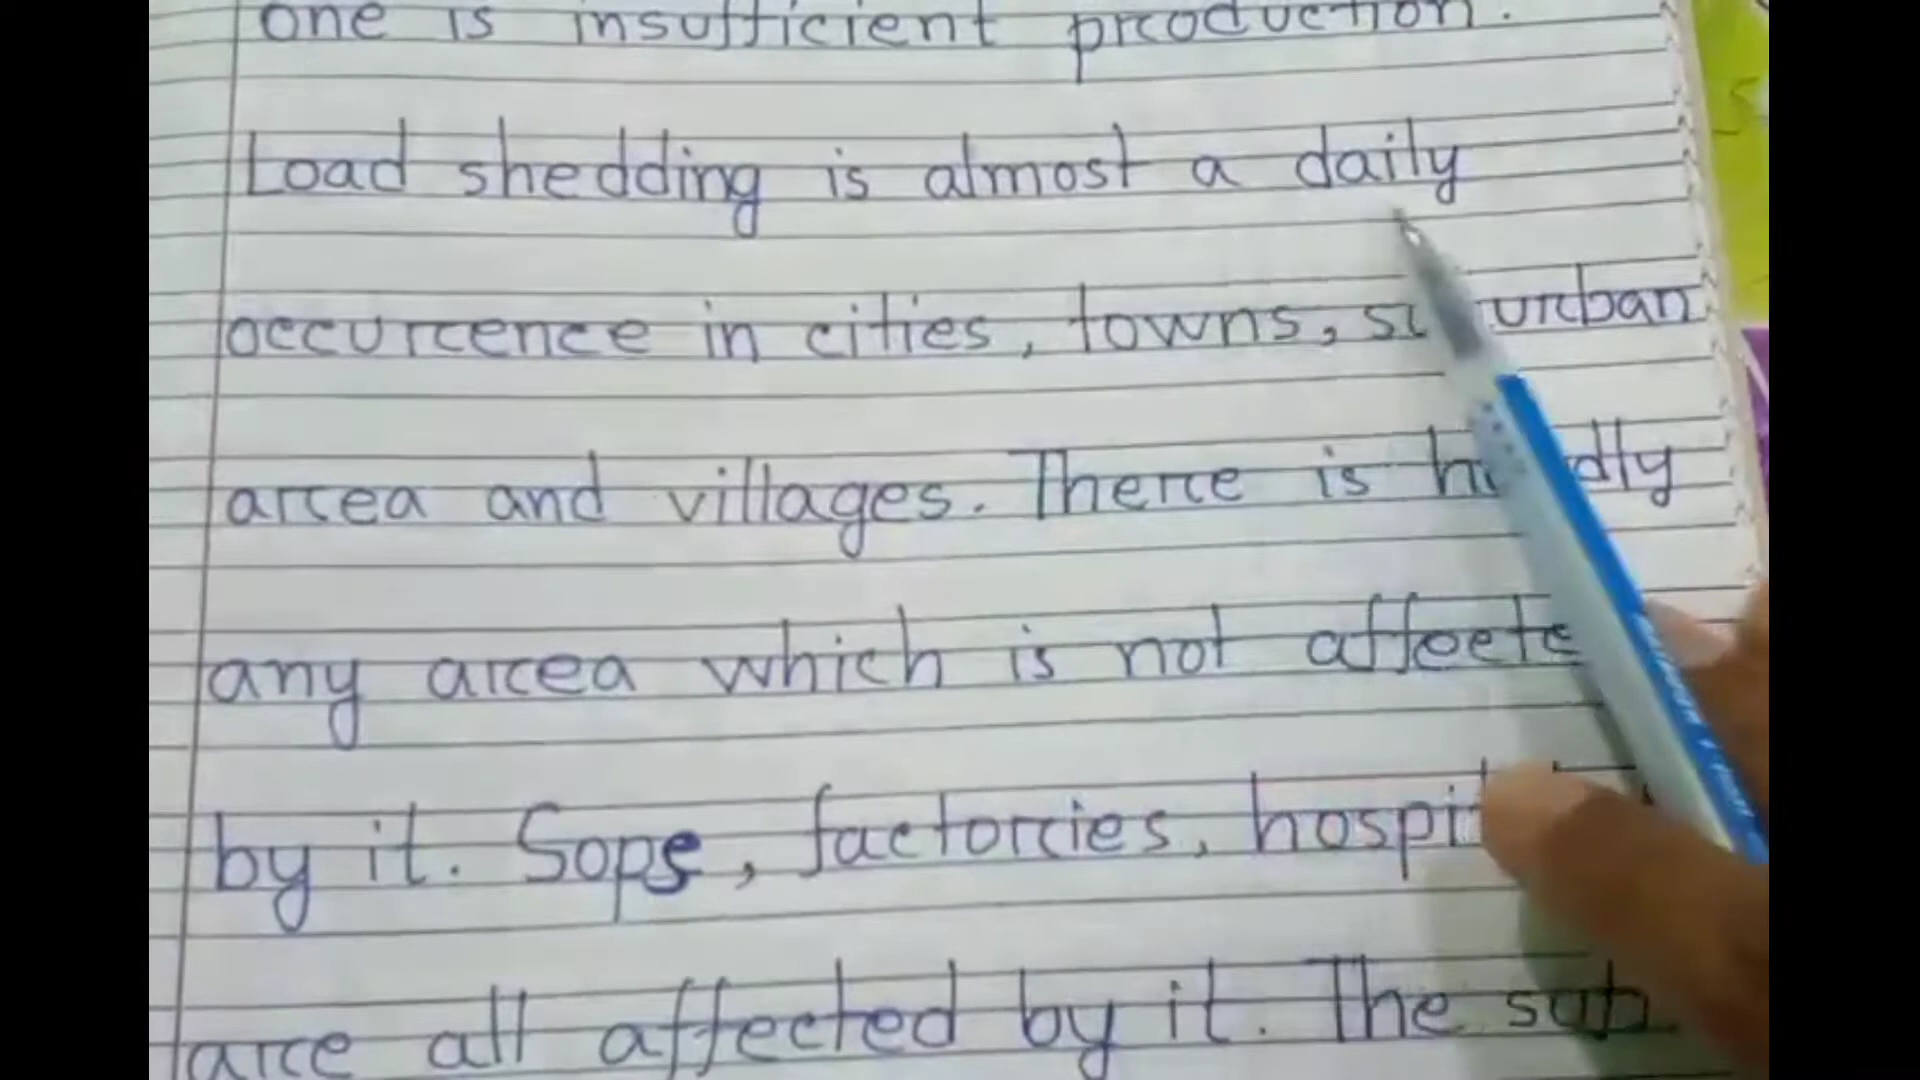 one is insufficient production.
Load shedding is almost a daily
occurrence in cities, towns, urban
area and villages. There is
any area which is not
by it. Sops, factories,
are all affected by it. The sub